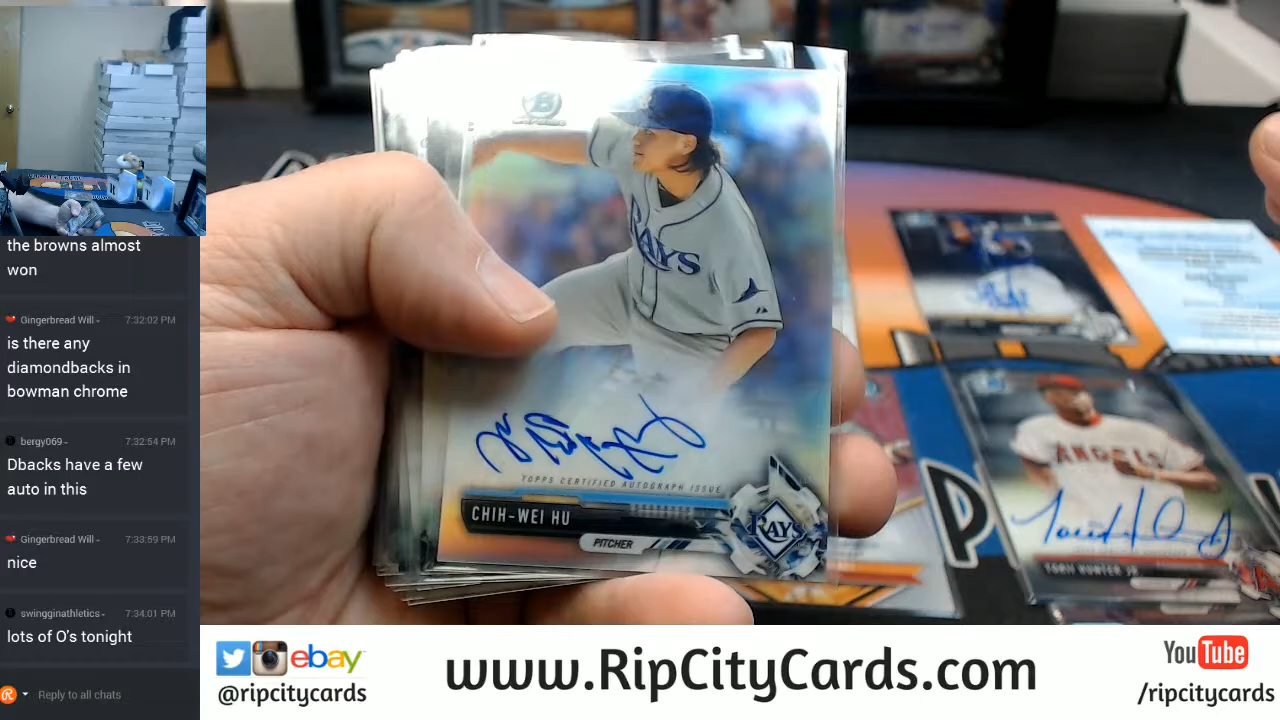 the browns almost
won
Gingerbread Will
7:32:02 PM
is there any
diamondbacks in
bowman chrome
bergy069
7:32:54 PM
Dbacks have a few
auto in this
Gingerbread Will
7:33:59 PM
nice
swingginathletics
7:34:01 PM
lots of O's tonight
Reply to all chats
B
RAYS
TOPPS CERTIFIED AUTOGRAPH ISSUE
CHIH-WEI HU
PITCHER
RAYS
ANGELS
TORII HUNTER JR.
P
ebay
@ripcitycards
www.RipCityCards.com
YouTube
/ripcitycards